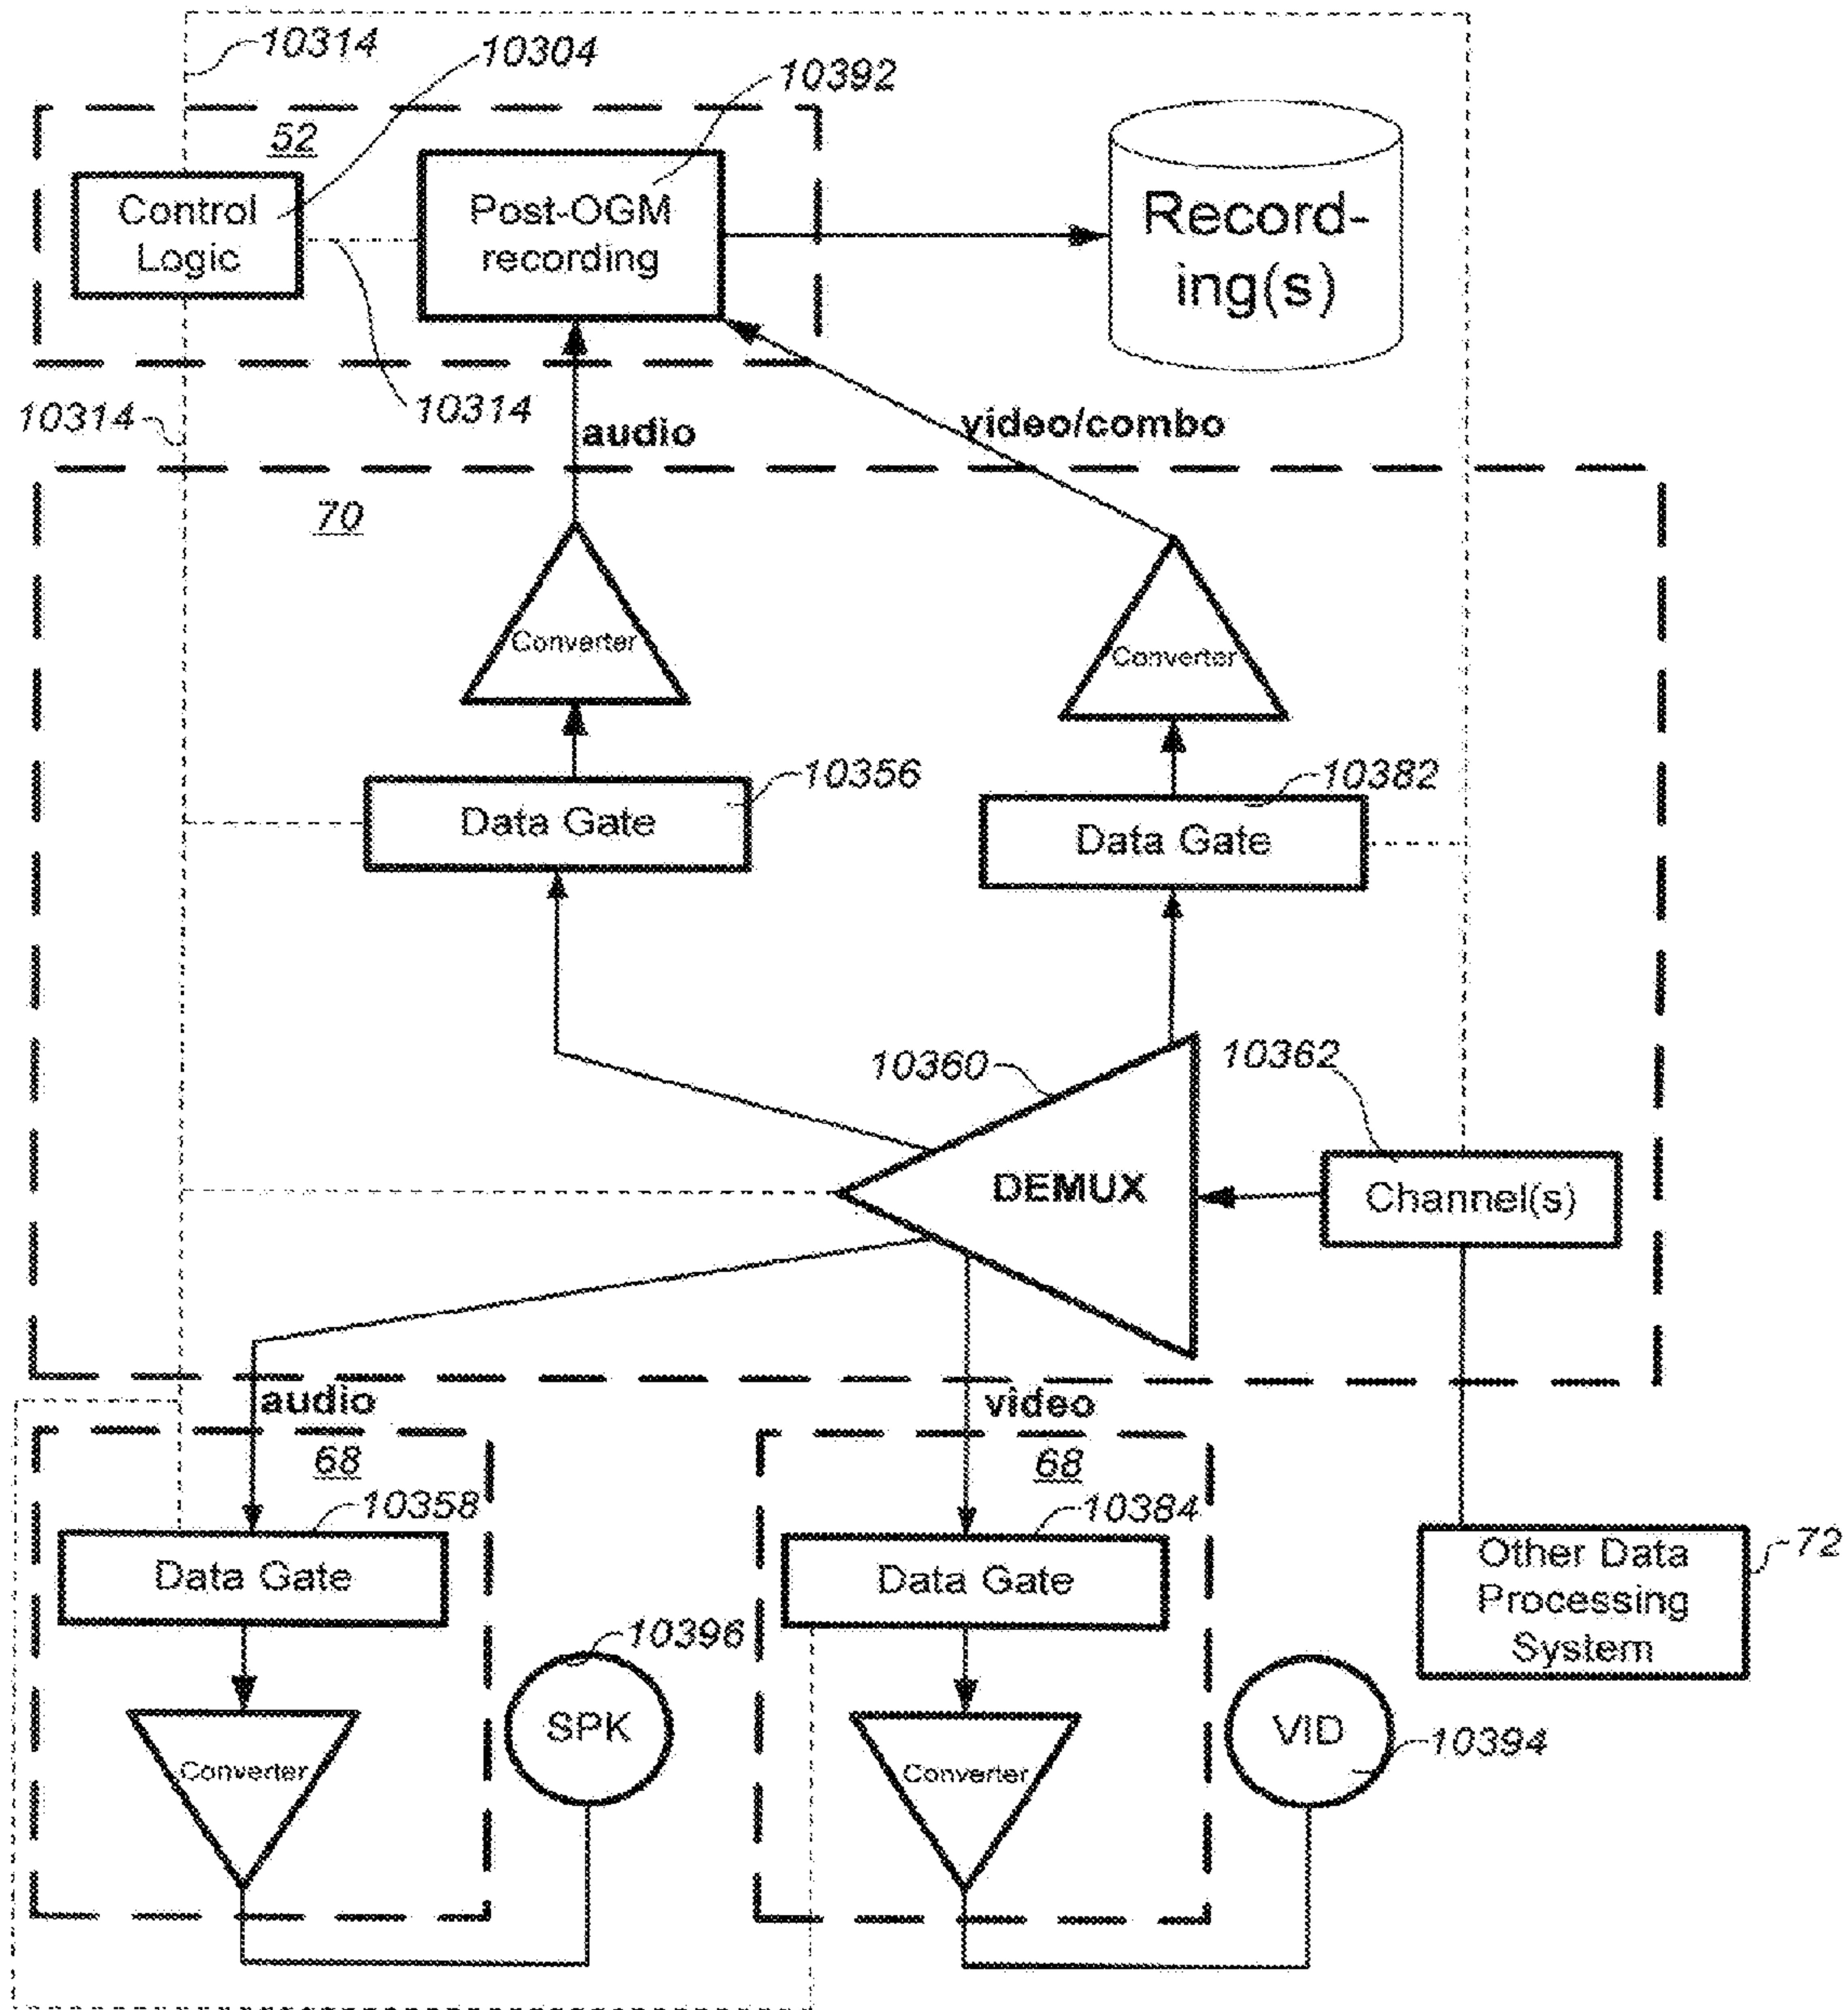 10314
10304
10392
52
Control
Logic
Post-OGM
recording
Record-
ing(s)
10314
10314
audio
video/combo
70
Converter
Converter
10356
10382
Data Gate
Data Gate
10360
10362
DEMUX
Channel(s)
audio
video
68
68
10358
10384
72
Data Gate
Data Gate
Other Data
Processing
System
10396
SPK
VID
10394
Converter
Converter